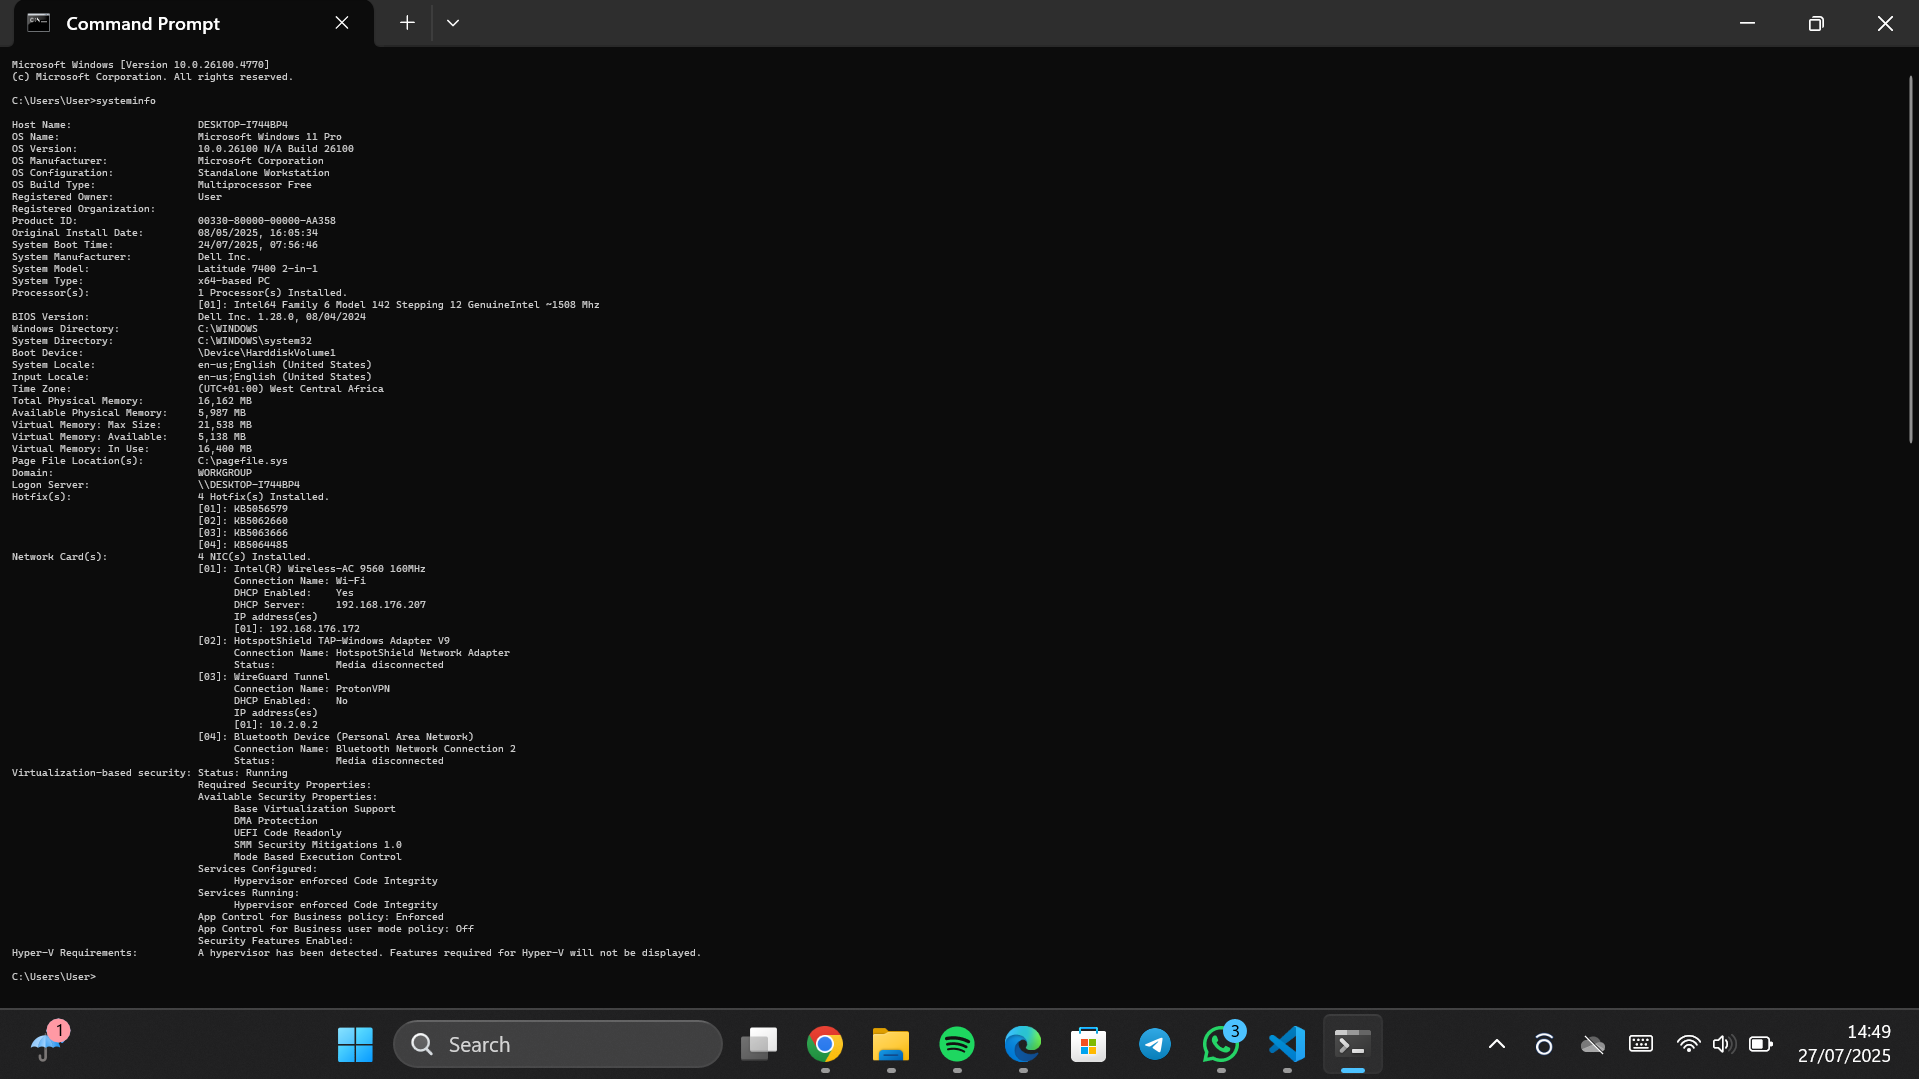 Command Prompt
Microsoft Windows [Version 10.0.26100.4770]
(c) Microsoft Corporation. All rights reserved.
C:\Users\User>systeminfo
Host Name: DESKTOP-I744BP4
OS Name: Microsoft Windows 11 Pro
OS Version: 10.0.26100 N/A Build 26100
OS Manufacturer: Microsoft Corporation
OS Configuration: Standalone Workstation
OS Build Type: Multiprocessor Free
Registered Owner: User
Registered Organization:
Product ID: 00330-80000-00000-AA358
Original Install Date: 08/05/2025, 16:05:34
System Boot Time: 24/07/2025, 07:56:46
System Manufacturer: Dell Inc.
System Model: Latitude 7400 2-in-1
System Type: x64-based PC
Processor(s): 1 Processor(s) Installed.
[01]: Intel64 Family 6 Model 142 Stepping 12 GenuineIntel ~1508 Mhz
BIOS Version: Dell Inc. 1.28.0, 08/04/2024
Windows Directory: C:\WINDOWS
System Directory: C:\WINDOWS\system32
Boot Device: \Device\HarddiskVolume1
System Locale: en-us;English (United States)
Input Locale: en-us;English (United States)
Time Zone: (UTC+01:00) West Central Africa
Total Physical Memory: 16,162 MB
Available Physical Memory: 5,987 MB
Virtual Memory: Max Size: 21,538 MB
Virtual Memory: Available: 5,138 MB
Virtual Memory: In Use: 16,400 MB
Page File Location(s): C:\pagefile.sys
Domain: WORKGROUP
Logon Server: \\DESKTOP-I744BP4
Hotfix(s): 4 Hotfix(s) Installed.
[01]: KB5056579
[02]: KB5062660
[03]: KB5063666
[04]: KB5064485
Network Card(s): 4 NIC(s) Installed.
[01]: Intel(R) Wireless-AC 9560 160MHz
Connection Name: Wi-Fi
DHCP Enabled: Yes
DHCP Server: 192.168.176.207
IP address(es)
[01]: 192.168.176.172
[02]: HotspotShield TAP-Windows Adapter V9
Connection Name: HotspotShield Network Adapter
Status: Media disconnected
[03]: WireGuard Tunnel
Connection Name: ProtonVPN
DHCP Enabled: No
IP address(es)
[01]: 10.2.0.2
[04]: Bluetooth Device (Personal Area Network)
Connection Name: Bluetooth Network Connection 2
Status: Media disconnected
Virtualization-based security: Status: Running
Required Security Properties:
Available Security Properties:
Base Virtualization Support
DMA Protection
UEFI Code Readonly
SMM Security Mitigations 1.0
Mode Based Execution Control
Services Configured:
Hypervisor enforced Code Integrity
Services Running:
Hypervisor enforced Code Integrity
App Control for Business policy: Enforced
App Control for Business user mode policy: Off
Security Features Enabled:
Hyper-V Requirements: A hypervisor has been detected. Features required for Hyper-V will not be displayed.
C:\Users\User>
1
Search
3
14:49
27/07/2025